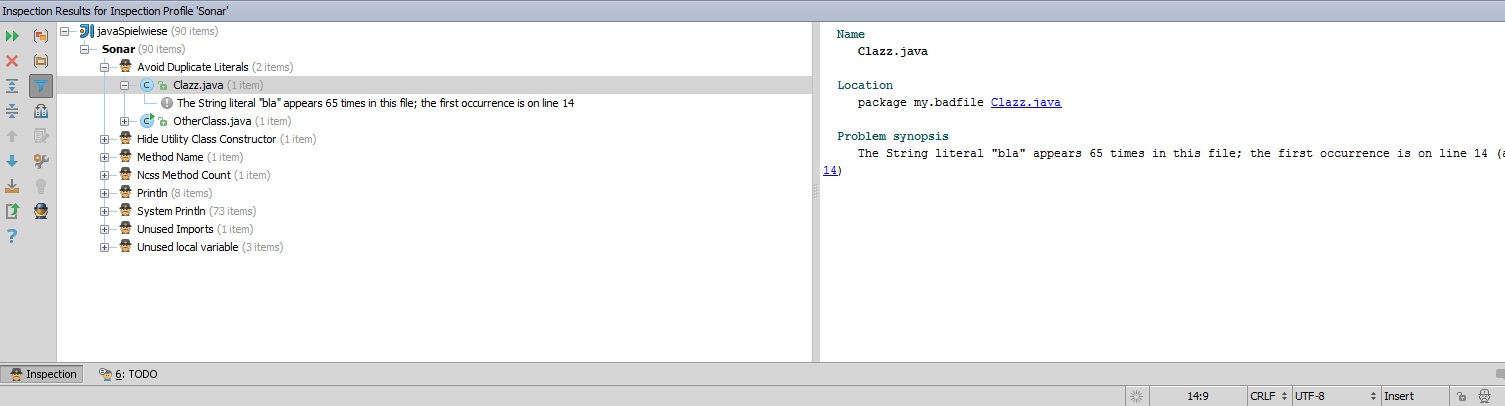 Inspection Results for Inspection Profile 'Sonar'
javaSpielwiese (90 items)
Sonar (90 items)
Avoid Duplicate Literals (2 items)
Clazz.java (1 item)
The String literal "bla" appears 65 times in this file; the first occurrence is on line 14
OtherClass.java (1 item)
Hide Utility Class Constructor (1 item)
Method Name (1 item)
Ncss Method Count (1 item)
Println (8 items)
System Println (73 items)
Unused Imports (1 item)
Unused local variable (3 items)
Name
Clazz.java
Location
package my.badfile Clazz.java
Problem synopsis
The String literal "bla" appears 65 times in this file; the first occurrence is on line 14 (a
14)
Inspection
6: TODO
14:9 CRLF UTF-8 Insert